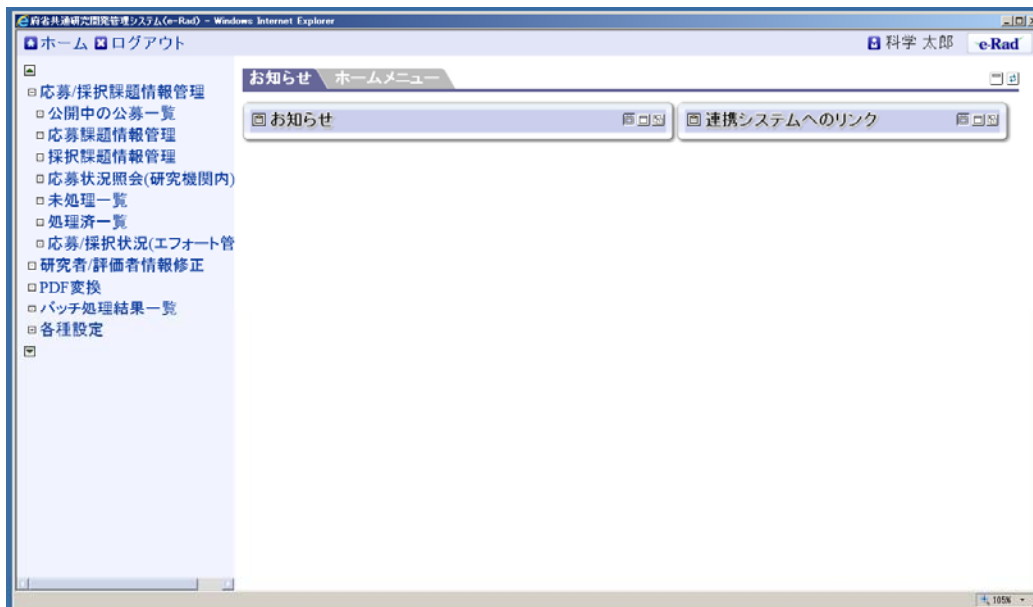 府省共通研究開発管理システム(e-Rad) - Windows Internet Explorer
ホーム ログアウト 科学 太郎 e-Rad
お知らせ ホームメニュー
応募/採択課題情報管理
公開中の公募一覧
応募課題情報管理
採択課題情報管理
応募状況照会(研究機関内)
未処理一覧
処理済一覧
応募/採択状況(エフォート管
研究者/評価者情報修正
PDF変換
バッチ処理結果一覧
各種設定
お知らせ 連携システムへのリンク
105%